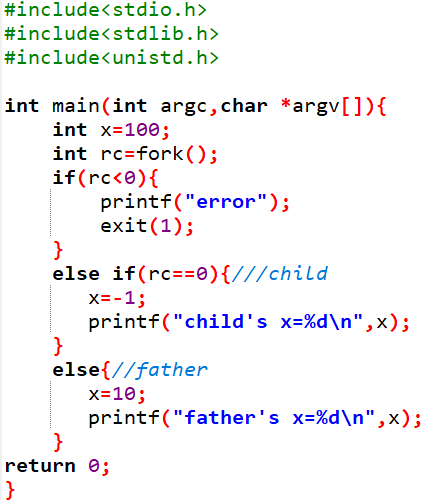 #include<stdio.h>
#include<stdlib.h>
#include<unistd.h>

int main(int argc,char *argv[]){
    int x=100;
    int rc=fork();
    if(rc<0){
        printf("error");
        exit(1);
    }
    else if(rc==0){///child
       x=-1;
       printf("child's x=%d\n",x);
    }
    else{//father
       x=10;
       printf("father's x=%d\n",x);
    }
return 0;
}